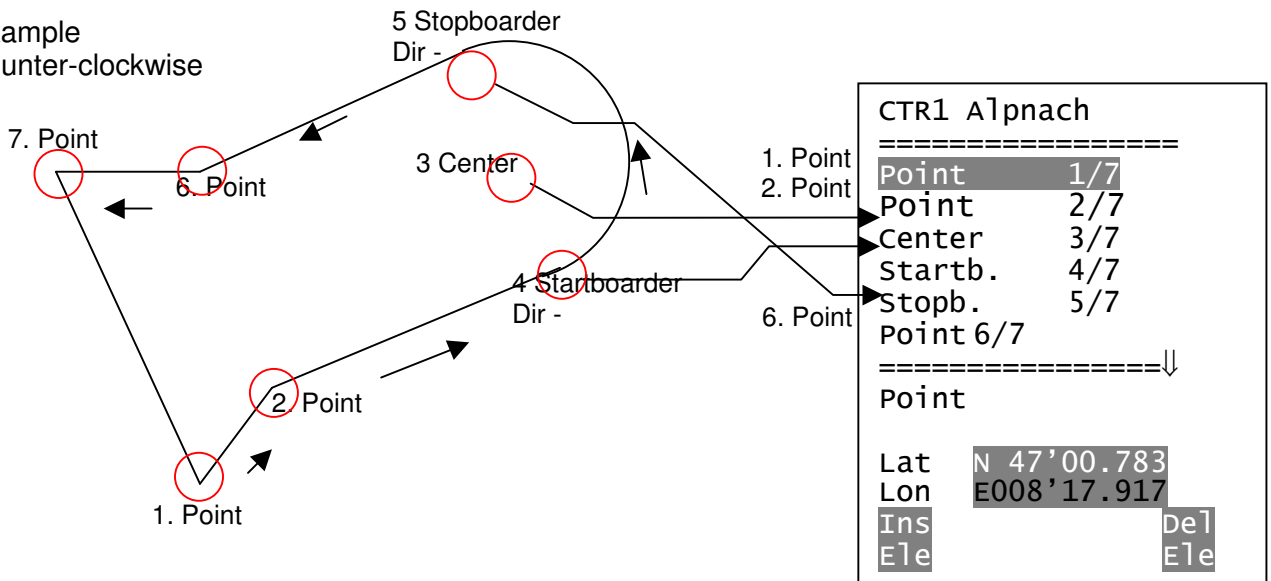 ample
unter-clockwise
5 Stopboarder
Dir -
7. Point
6. Point
3 Center
4 Startboarder
Dir -
2. Point
1. Point
1. Point
2. Point
6. Point
CTR1 Alpnach
==================
Point 1/7
Point 2/7
Center 3/7
Startb. 4/7
Stopb. 5/7
Point 6/7
=================⇓
Point
Lat N 47'00.783
Lon E008'17.917
Ins Del
Ele Ele